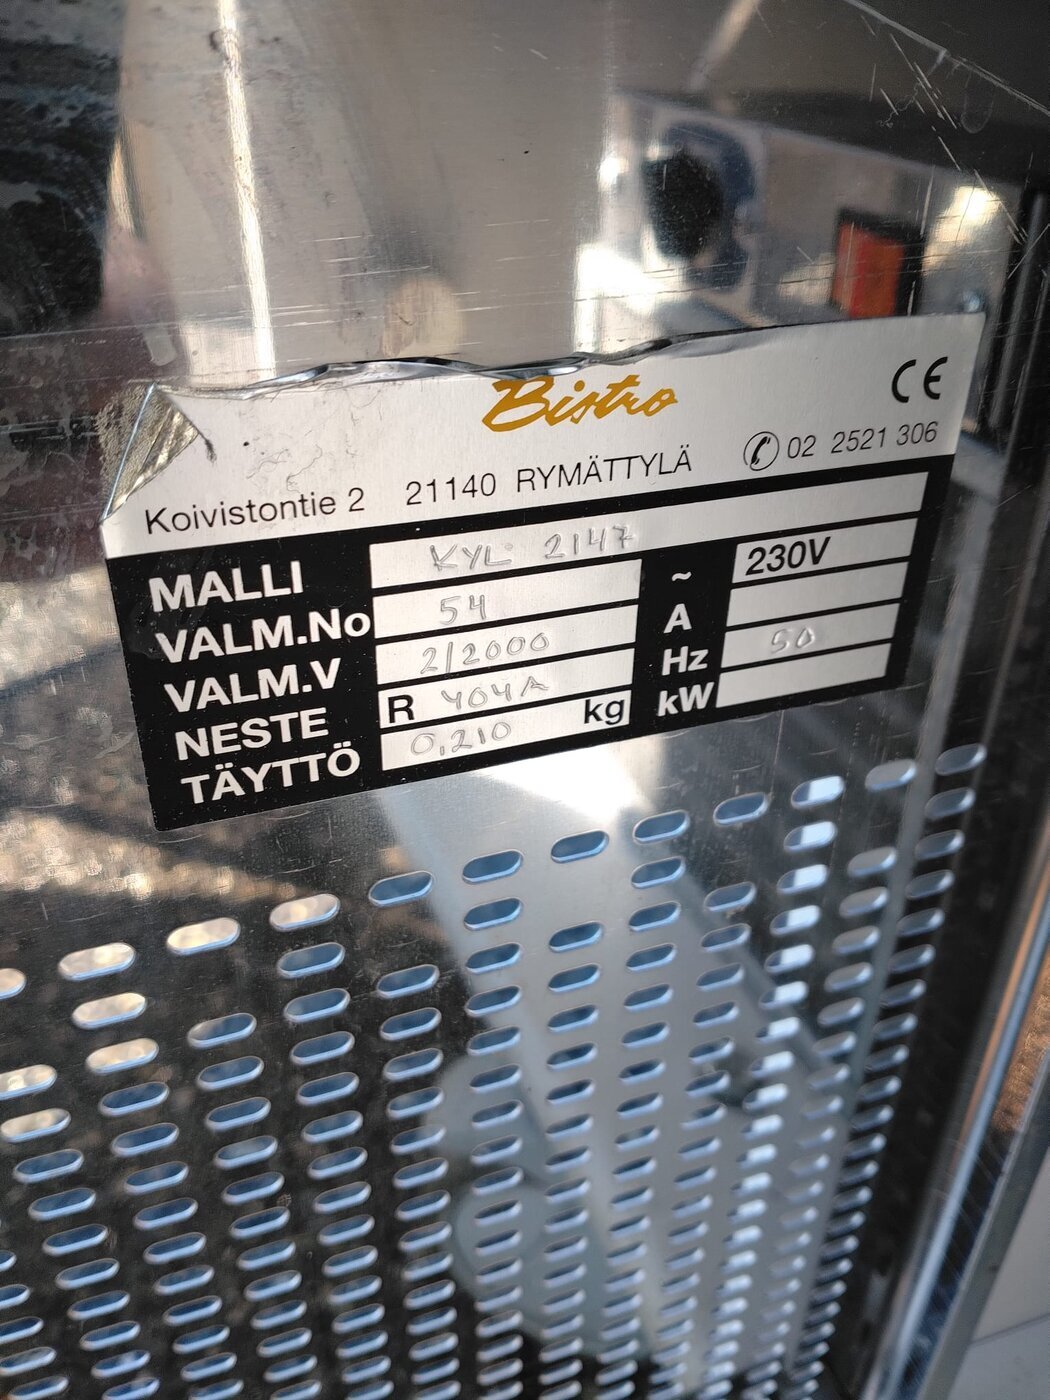 Bistro
CE
Koivistontie 2 21140 RYMÄTTYLÄ 02 2521 306
MALLI KYL 2147
VALM.No 54 ~ 230V
VALM.V 2/2000 A
NESTE R 404A Hz 50
TÄYTTÖ 0,210 kg kW